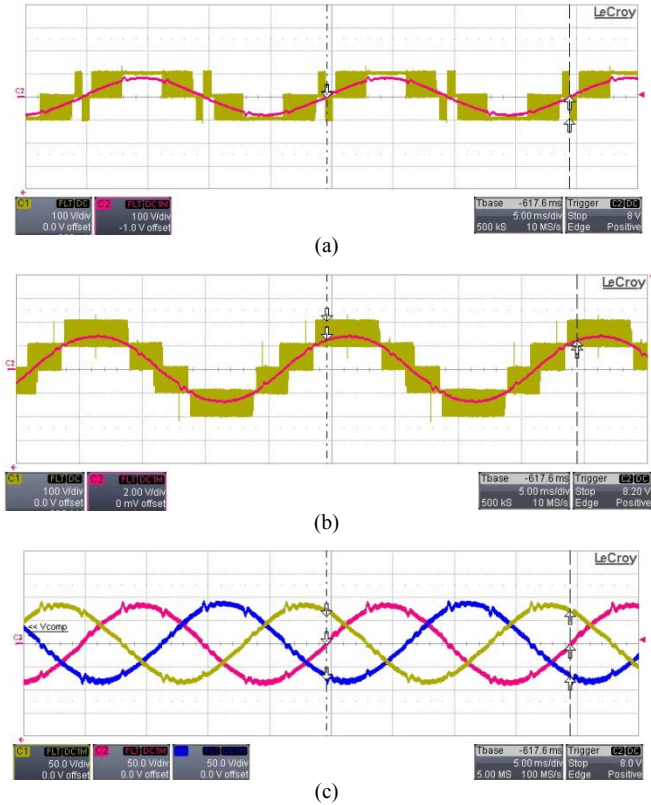 LeCroy
C2
C1 FLT DC
100 V/div
0.0 V offset
C2 FLT DC1M
100 V/div
-1.0 V offset
Tbase -617.6 ms
5.00 ms/div
500 kS 10 MS/s
Trigger C2 DC
Stop 8 V
Edge Positive
(a)
LeCroy
C2
C1 FLT DC
100 V/div
0.0 V offset
C2 FLT DC1M
2.00 V/div
0 mV offset
Tbase -617.6 ms
5.00 ms/div
500 kS 10 MS/s
Trigger C2 DC
Stop 8.20 V
Edge Positive
(b)
LeCroy
<< Vcomp
C2
C1 FLT DC1M
50.0 V/div
0.0 V offset
C2 FLT DC1M
50.0 V/div
0.0 V offset
50.0 V/div
0.0 V offset
Tbase -617.6 ms
5.00 ms/div
5.00 MS 100 MS/s
Trigger C2 DC
Stop 8.0 V
Edge Positive
(c)